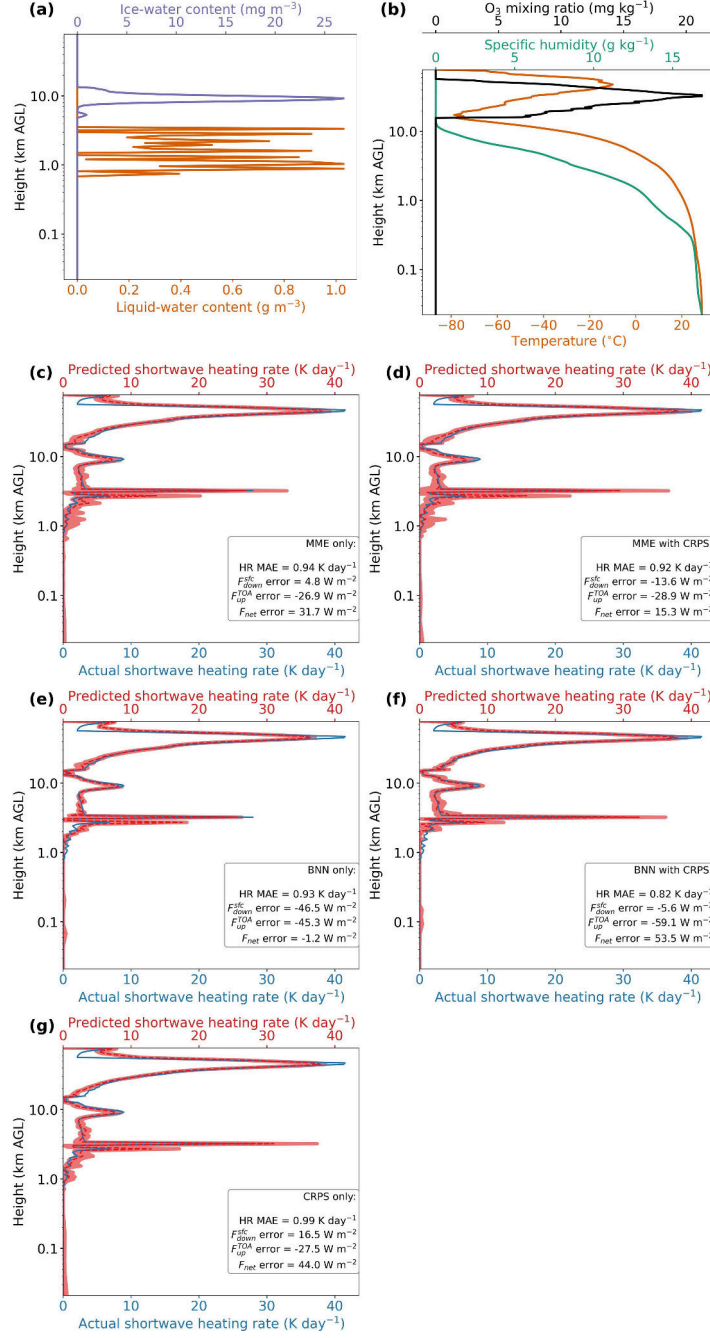 (a)
Ice-water content (mg m−3)
0 5 10 15 20 25
10.0
1.0
0.1
Height (km AGL)
0.0 0.2 0.4 0.6 0.8 1.0
Liquid-water content (g m−3)
(b)
O3 mixing ratio (mg kg−1)
0 5 10 15 20
Specific humidity (g kg−1)
0 5 10 15
10.0
1.0
0.1
Height (km AGL)
−80 −60 −40 −20 0 20
Temperature (°C)
(c)
Predicted shortwave heating rate (K day−1)
0 10 20 30 40
10.0
1.0
0.1
Height (km AGL)
MME only:
HR MAE = 0.94 K day−1
F sfc down error = 4.8 W m−2
F TOA up error = -26.9 W m−2
F net error = 31.7 W m−2
0 10 20 30 40
Actual shortwave heating rate (K day−1)
(d)
Predicted shortwave heating rate (K day−1)
0 10 20 30 40
10.0
1.0
0.1
Height (km AGL)
MME with CRPS
HR MAE = 0.92 K day−1
F sfc down error = -13.6 W m−2
F TOA up error = -28.9 W m−2
F net error = 15.3 W m−2
0 10 20 30 40
Actual shortwave heating rate (K day−1)
(e)
Predicted shortwave heating rate (K day−1)
0 10 20 30 40
10.0
1.0
0.1
Height (km AGL)
BNN only:
HR MAE = 0.93 K day−1
F sfc down error = -46.5 W m−2
F TOA up error = -45.3 W m−2
F net error = -1.2 W m−2
0 10 20 30 40
Actual shortwave heating rate (K day−1)
(f)
Predicted shortwave heating rate (K day−1)
0 10 20 30 40
10.0
1.0
0.1
Height (km AGL)
BNN with CRPS
HR MAE = 0.82 K day−1
F sfc down error = -5.6 W m−2
F TOA up error = -59.1 W m−2
F net error = 53.5 W m−2
0 10 20 30 40
Actual shortwave heating rate (K day−1)
(g)
Predicted shortwave heating rate (K day−1)
0 10 20 30 40
10.0
1.0
0.1
Height (km AGL)
CRPS only:
HR MAE = 0.99 K day−1
F sfc down error = 16.5 W m−2
F TOA up error = -27.5 W m−2
F net error = 44.0 W m−2
0 10 20 30 40
Actual shortwave heating rate (K day−1)